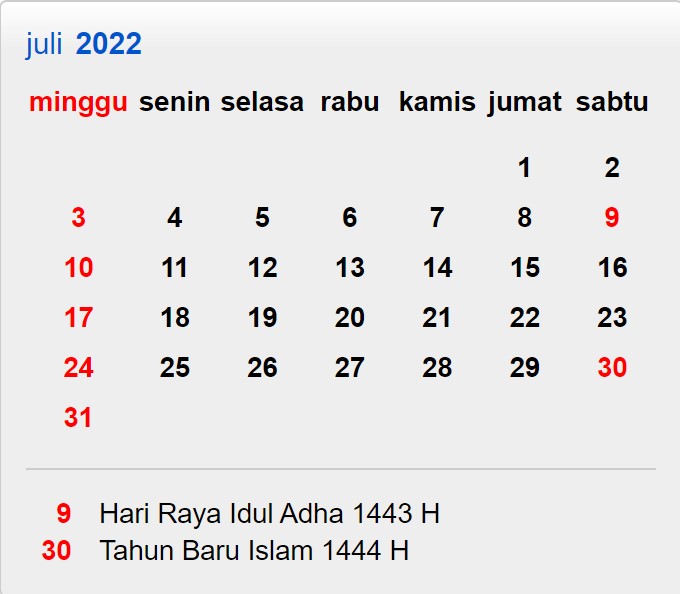 juli 2022
minggu senin selasa rabu kamis jumat sabtu
1 2
3 4 5 6 7 8 9
10 11 12 13 14 15 16
17 18 19 20 21 22 23
24 25 26 27 28 29 30
31
9 Hari Raya Idul Adha 1443 H
30 Tahun Baru Islam 1444 H